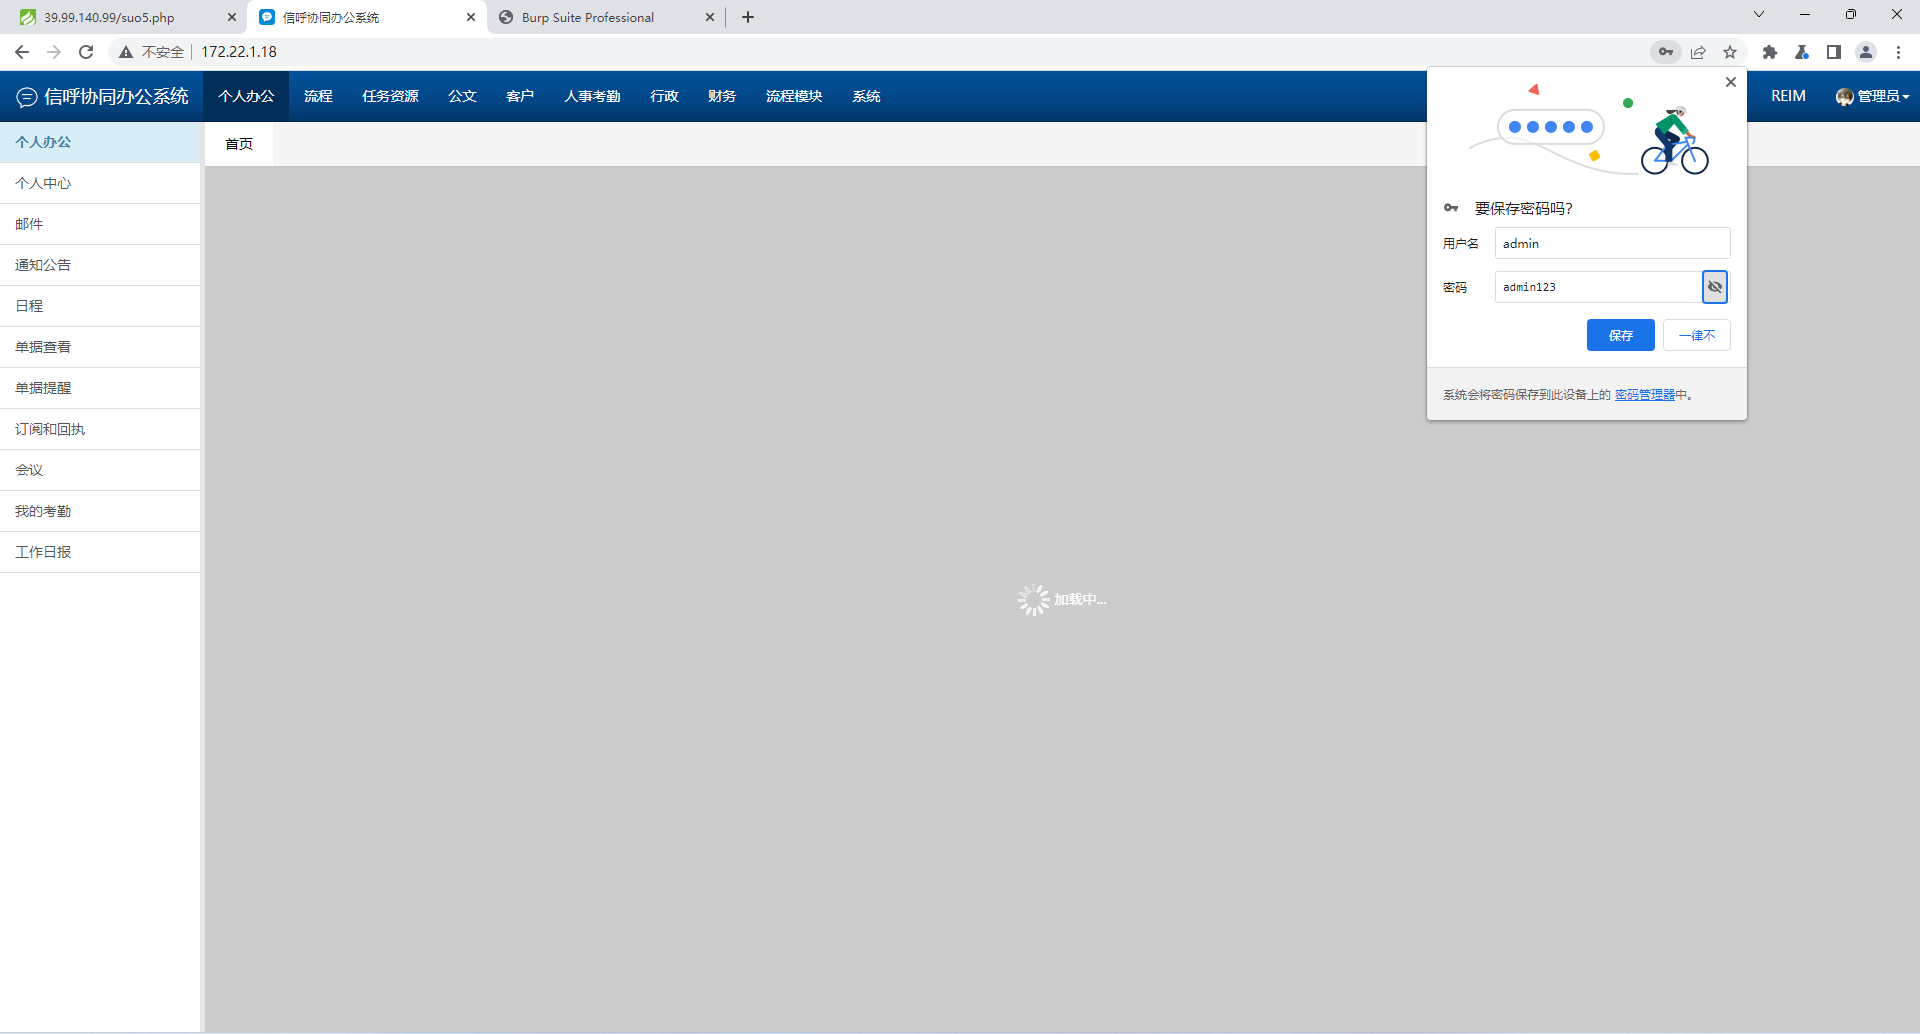 39.99.140.99/suo5.php
信呼协同办公系统
Burp Suite Professional
不安全
172.22.1.18
信呼协同办公系统
个人办公
流程
任务资源
公文
客户
人事考勤
行政
财务
流程模块
系统
REIM
管理员
个人办公
个人中心
邮件
通知公告
日程
单据查看
单据提醒
订阅和回执
会议
我的考勤
工作日报
首页
加载中...
要保存密码吗?
用户名
admin
密码
admin123
保存
一律不
系统会将密码保存到此设备上的 密码管理器中。